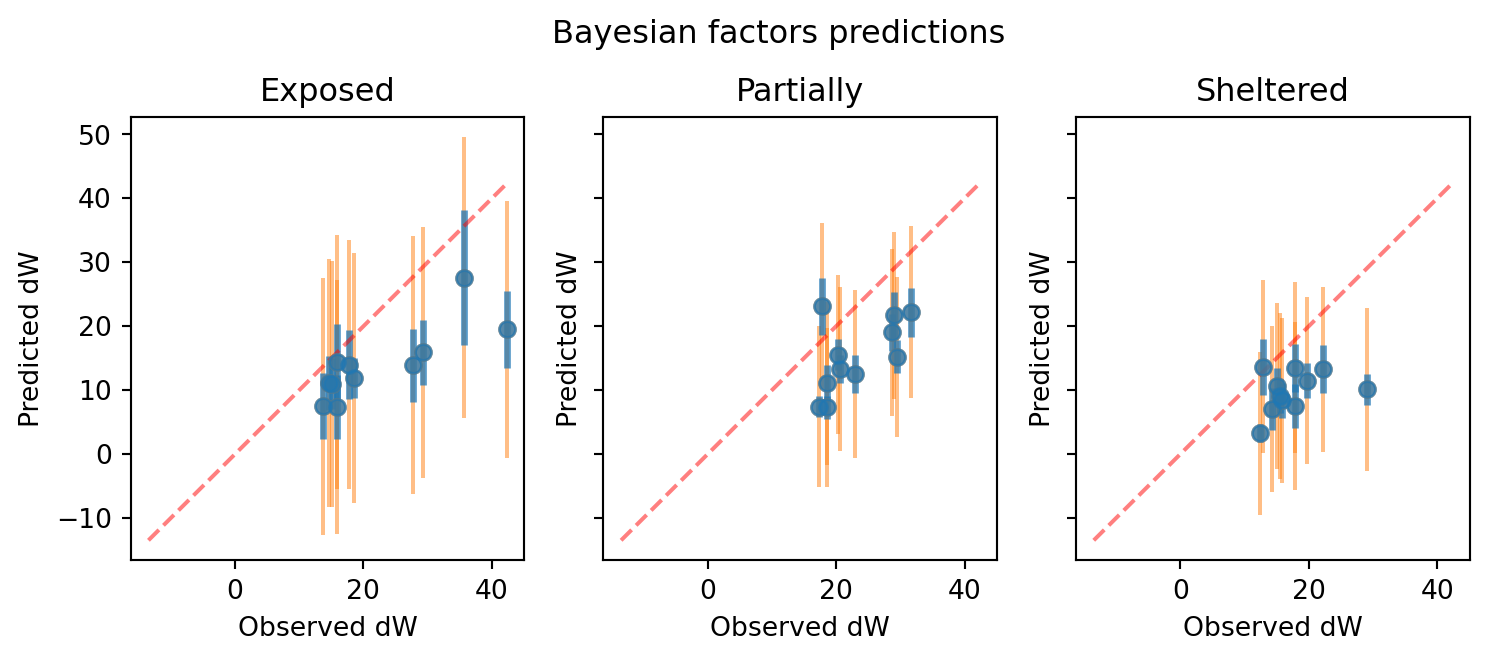 Bayesian factors predictions
Exposed
Partially
Sheltered
50
40
30
20
10
0
−10
Predicted dW
Predicted dW
Predicted dW
0 20 40
0 20 40
0 20 40
Observed dW
Observed dW
Observed dW